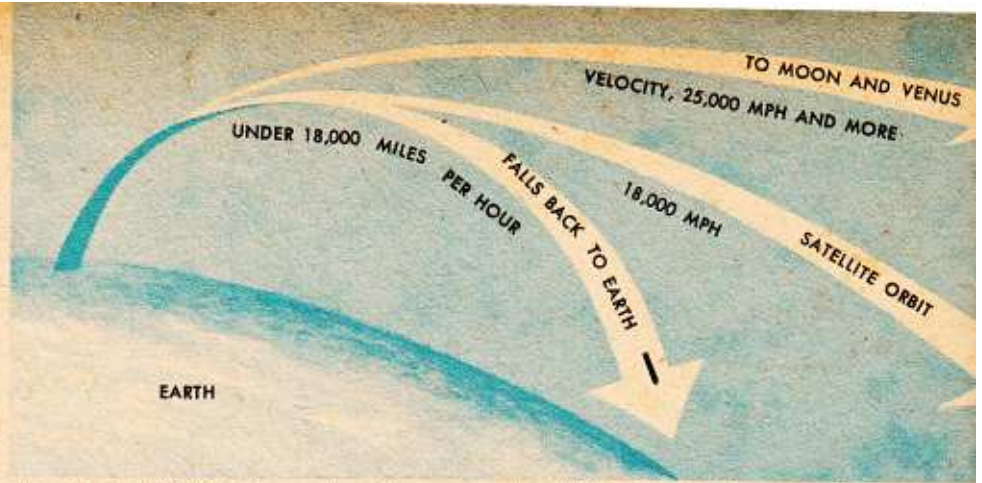 TO MOON AND VENUS
VELOCITY, 25,000 MPH AND MORE
UNDER 18,000 MILES
PER HOUR
FALLS BACK TO EARTH
18,000 MPH
SATELLITE ORBIT
EARTH